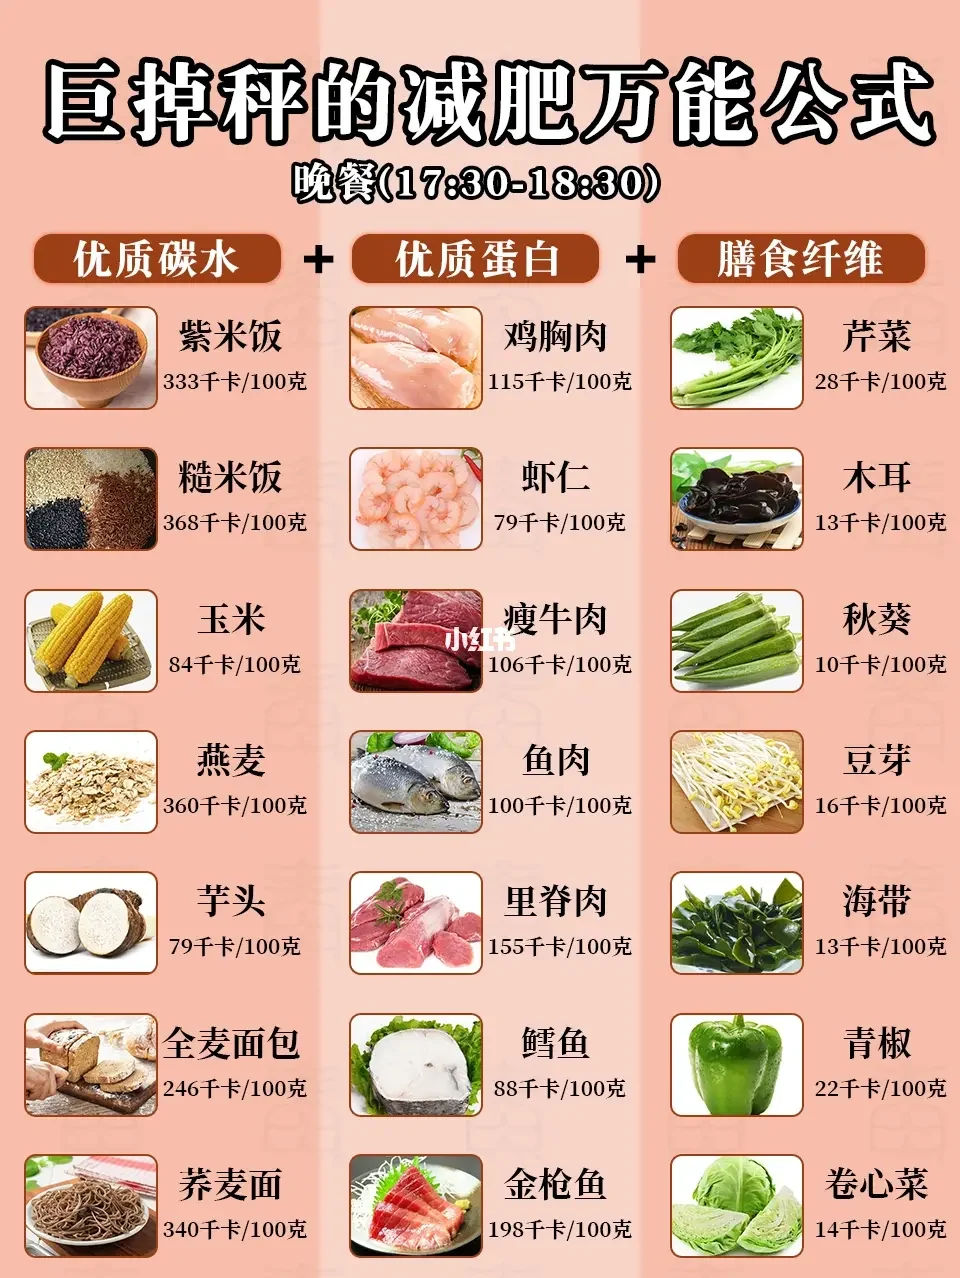 巨掉秤的减肥万能公式
晚餐(17:30-18:30)
优质碳水 + 优质蛋白 + 膳食纤维
紫米饭 鸡胸肉 芹菜
333千卡/100克 115千卡/100克 28千卡/100克
糙米饭 虾仁 木耳
368千卡/100克 79千卡/100克 13千卡/100克
玉米 瘦牛肉 秋葵
小红书
84千卡/100克 106千卡/100克 10千卡/100克
燕麦 鱼肉 豆芽
360千卡/100克 100千卡/100克 16千卡/100克
芋头 里脊肉 海带
79千卡/100克 155千卡/100克 13千卡/100克
全麦面包 鳕鱼 青椒
246千卡/100克 88千卡/100克 22千卡/100克
荞麦面 金枪鱼 卷心菜
340千卡/100克 198千卡/100克 14千卡/100克